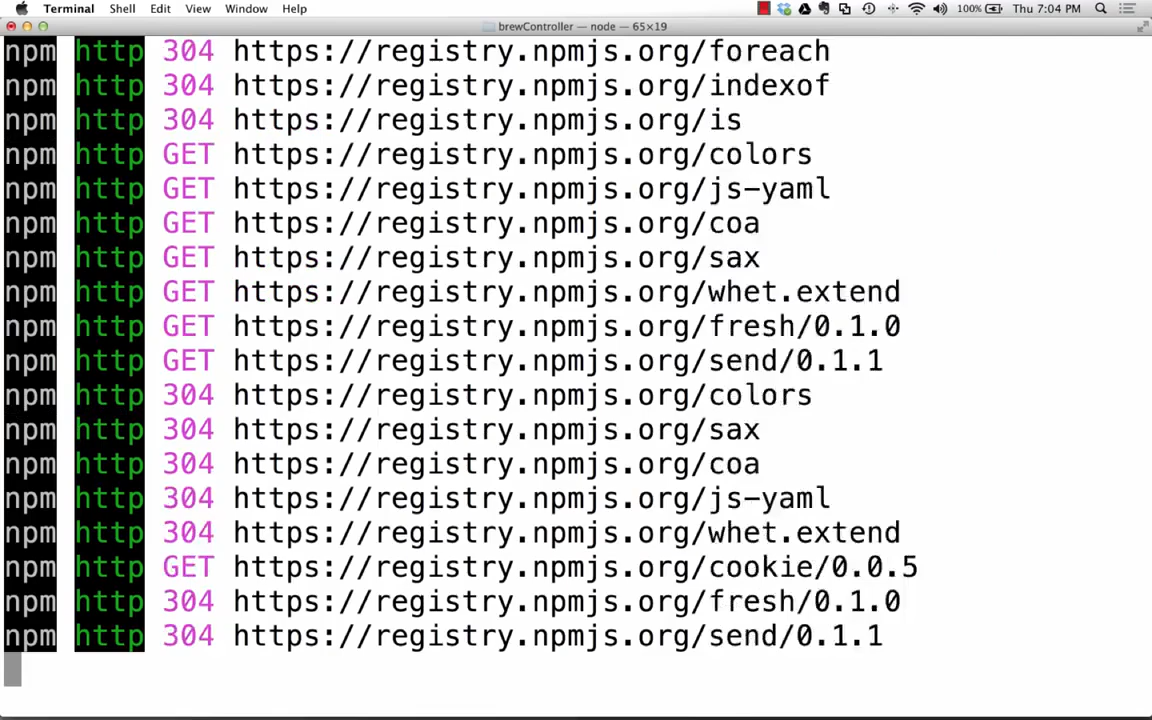 Terminal Shell Edit View Window Help 100% Thu 7:04 PM
brewController — node — 65×19
npm http 304 https://registry.npmjs.org/foreach
npm http 304 https://registry.npmjs.org/indexof
npm http 304 https://registry.npmjs.org/is
npm http GET https://registry.npmjs.org/colors
npm http GET https://registry.npmjs.org/js-yaml
npm http GET https://registry.npmjs.org/coa
npm http GET https://registry.npmjs.org/sax
npm http GET https://registry.npmjs.org/whet.extend
npm http GET https://registry.npmjs.org/fresh/0.1.0
npm http GET https://registry.npmjs.org/send/0.1.1
npm http 304 https://registry.npmjs.org/colors
npm http 304 https://registry.npmjs.org/sax
npm http 304 https://registry.npmjs.org/coa
npm http 304 https://registry.npmjs.org/js-yaml
npm http 304 https://registry.npmjs.org/whet.extend
npm http GET https://registry.npmjs.org/cookie/0.0.5
npm http 304 https://registry.npmjs.org/fresh/0.1.0
npm http 304 https://registry.npmjs.org/send/0.1.1